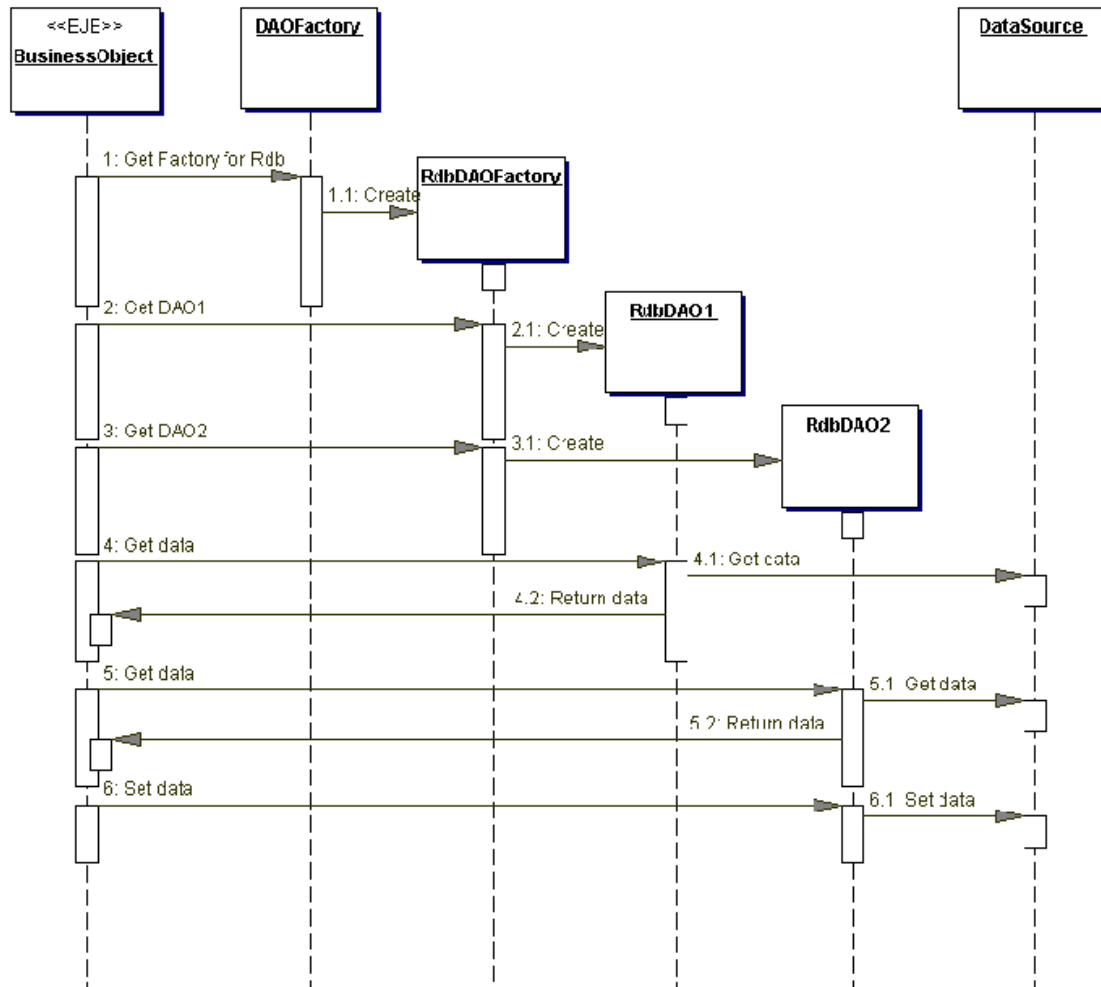 <<EJE>>
BusinessObject
DAOFactory
DataSource
1: Get Factory for Rdb
RdbDAOFactory
1.1: Create
2: Get DAO1
RdbDAO1
2.1: Create
3: Get DAO2
RdbDAO2
3.1: Create
4: Get data
4.1: Get data
4.2: Return data
5: Get data
5.1 Get data
5.2: Return data
6: Set data
6.1 Set data